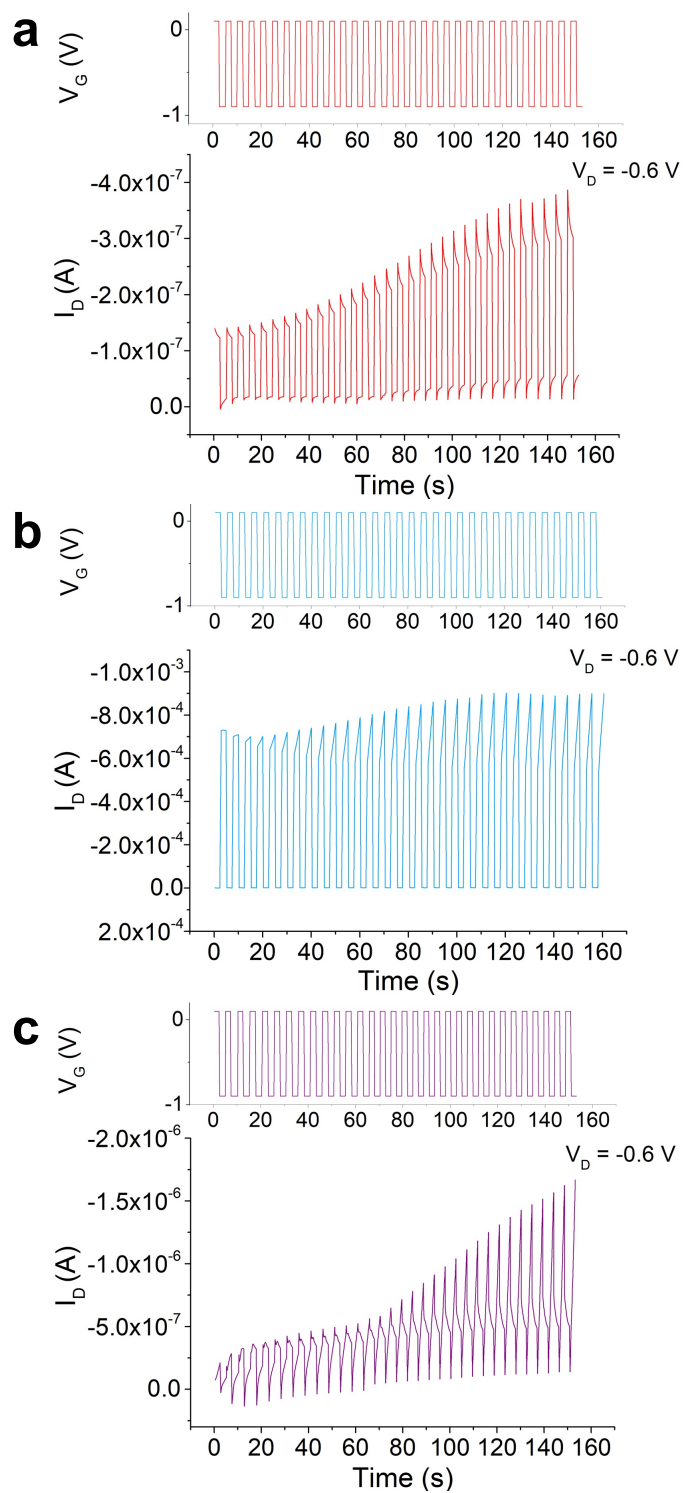 a
V_G (V)
0
-1
0 20 40 60 80 100 120 140 160
V_D = -0.6 V
I_D (A)
-4.0x10^-7
-3.0x10^-7
-2.0x10^-7
-1.0x10^-7
0.0
0 20 40 60 80 100 120 140 160
Time (s)
b
V_G (V)
0
-1
0 20 40 60 80 100 120 140 160
V_D = -0.6 V
I_D (A)
-1.0x10^-3
-8.0x10^-4
-6.0x10^-4
-4.0x10^-4
-2.0x10^-4
0.0
2.0x10^-4
0 20 40 60 80 100 120 140 160
Time (s)
c
V_G (V)
0
-1
0 20 40 60 80 100 120 140 160
V_D = -0.6 V
I_D (A)
-2.0x10^-6
-1.5x10^-6
-1.0x10^-6
-5.0x10^-7
0.0
0 20 40 60 80 100 120 140 160
Time (s)